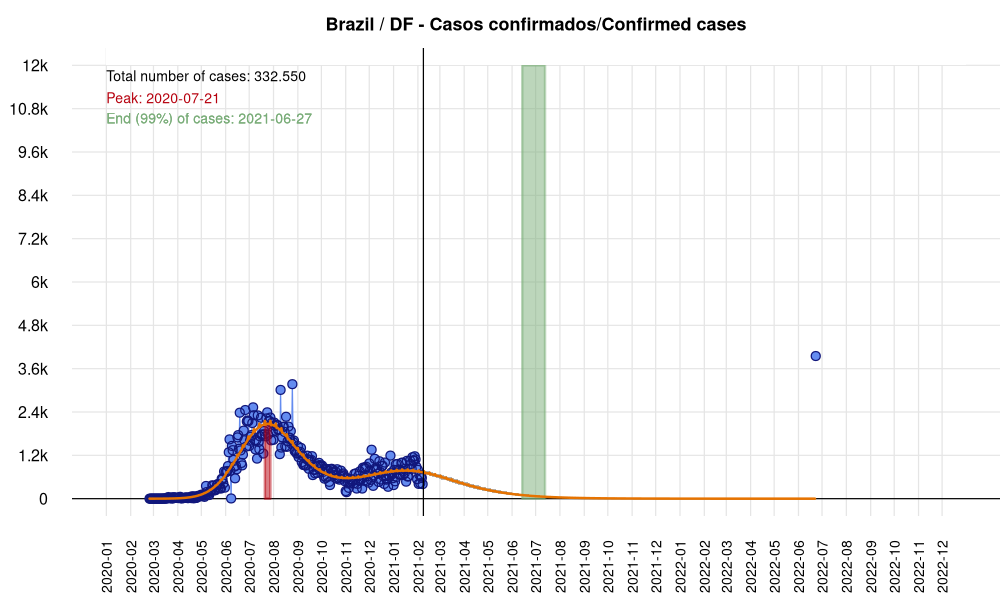 Brazil / DF - Casos confirmados/Confirmed cases
Total number of cases: 332.550
Peak: 2020-07-21
End (99%) of cases: 2021-06-27
12k
10.8k
9.6k
8.4k
7.2k
6k
4.8k
3.6k
2.4k
1.2k
0
2020-01
2020-02
2020-03
2020-04
2020-05
2020-06
2020-07
2020-08
2020-09
2020-10
2020-11
2020-12
2021-01
2021-02
2021-03
2021-04
2021-05
2021-06
2021-07
2021-08
2021-09
2021-10
2021-11
2021-12
2022-01
2022-02
2022-03
2022-04
2022-05
2022-06
2022-07
2022-08
2022-09
2022-10
2022-11
2022-12